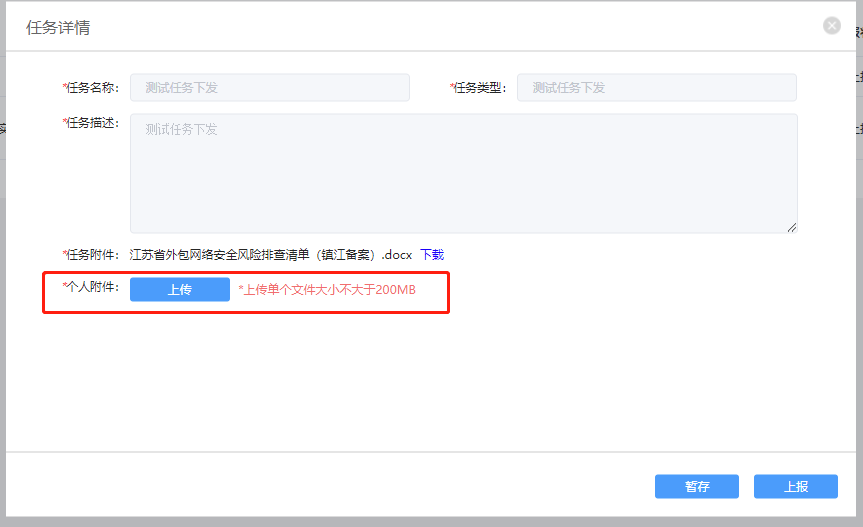 任务详情
*任务名称： 测试任务下发 *任务类型： 测试任务下发
*任务描述： 测试任务下发
*任务附件： 江苏省外包网络安全风险排查清单（镇江备案）.docx 下载
*个人附件： 上传 *上传单个文件大小不大于200MB
暂存 上报